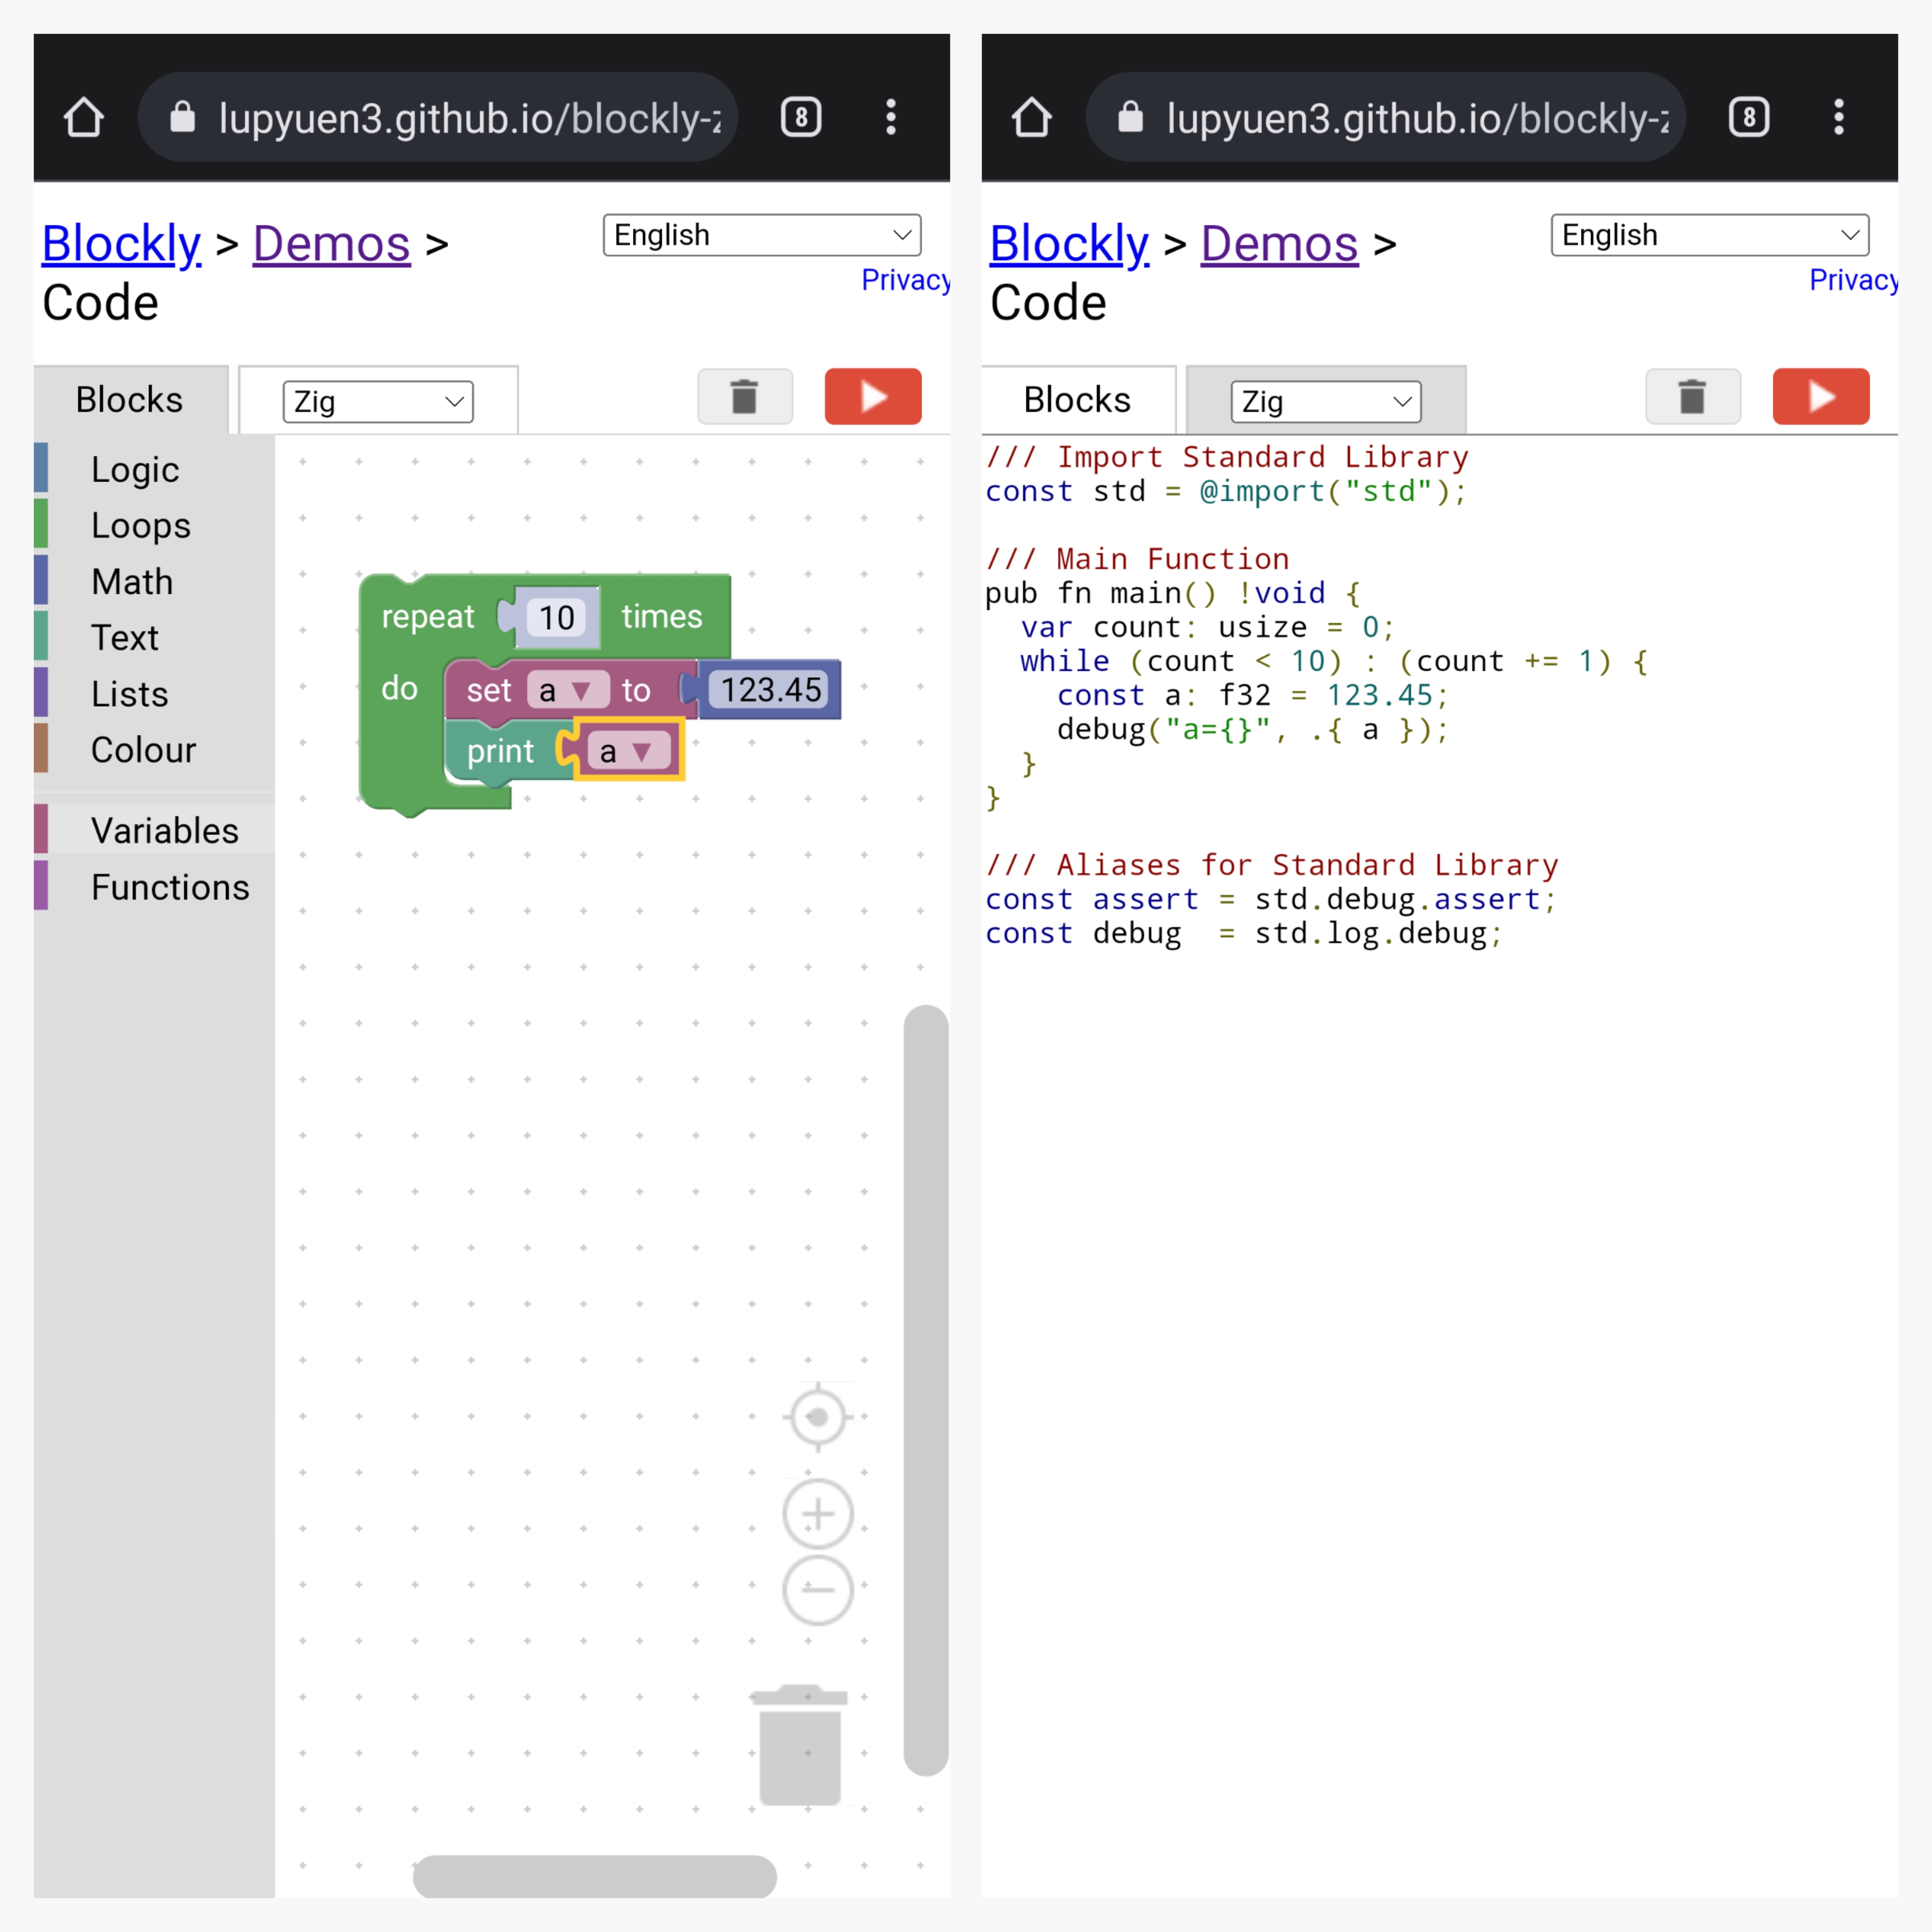 lupyuen3.github.io/blockly-z
8
Blockly > Demos >
Code
English
Privacy
Blocks
Zig
Logic
Loops
Math
Text
Lists
Colour
Variables
Functions
repeat 10 times
do set a to 123.45
print a
lupyuen3.github.io/blockly-z
8
Blockly > Demos >
Code
English
Privacy
Blocks
Zig
/// Import Standard Library
const std = @import("std");
/// Main Function
pub fn main() !void {
  var count: usize = 0;
  while (count < 10) : (count += 1) {
    const a: f32 = 123.45;
    debug("a={}", .{ a });
  }
}
/// Aliases for Standard Library
const assert = std.debug.assert;
const debug  = std.log.debug;